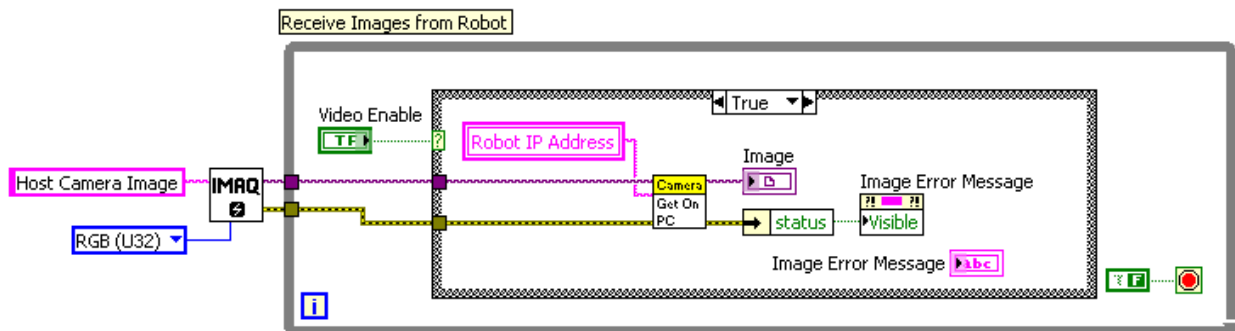 Receive Images from Robot
True
Video Enable
TF
?
Robot IP Address
Image
Host Camera Image
IMAQ
Camera
Get On
PC
Image Error Message
?! ?!
status
Visible
RGB (U32)
Image Error Message
abc
F
i